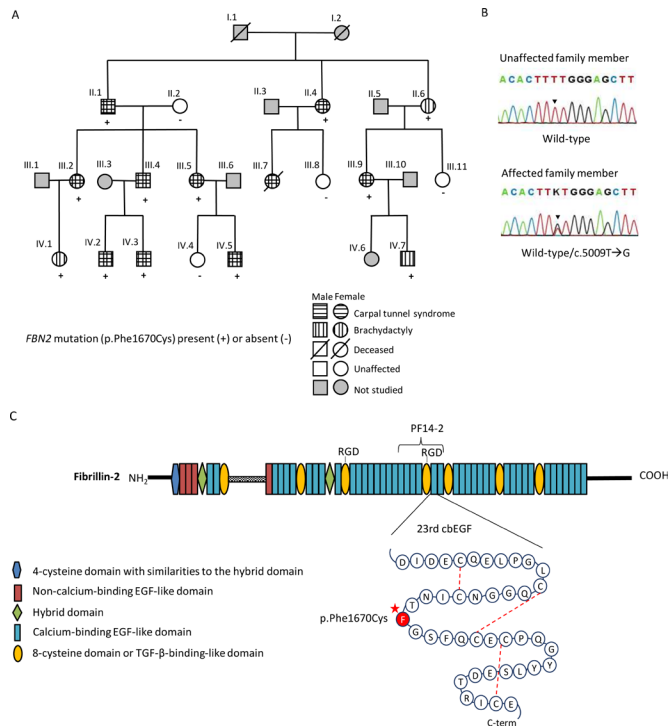 A
I.1
I.2
II.1
II.2
II.3
II.4
II.5
II.6
+
-
+
+
III.1
III.2
III.3
III.4
III.5
III.6
III.7
III.8
III.9
III.10
III.11
+
+
+
-
+
-
IV.1
IV.2
IV.3
IV.4
IV.5
IV.6
IV.7
+
+
+
-
+
+
Male Female
Carpal tunnel syndrome
Brachydactyly
Deceased
Unaffected
Not studied
FBN2 mutation (p.Phe1670Cys) present (+) or absent (-)
B
Unaffected family member
ACACTTTTGGGAGCTT
Wild-type
Affected family member
ACACTTKTGGGAGCTT
Wild-type/c.5009T→G
C
PF14-2
RGD
RGD
Fibrillin-2
NH2
COOH
23rd cbEGF
4-cysteine domain with similarities to the hybrid domain
Non-calcium-binding EGF-like domain
Hybrid domain
Calcium-binding EGF-like domain
8-cysteine domain or TGF-β-binding-like domain
D I D E C Q E L P G L
T N I C N G G Q C
p.Phe1670Cys
F
G S F Q C E C P Q G
T D E S L Y Y
R I C E
C-term